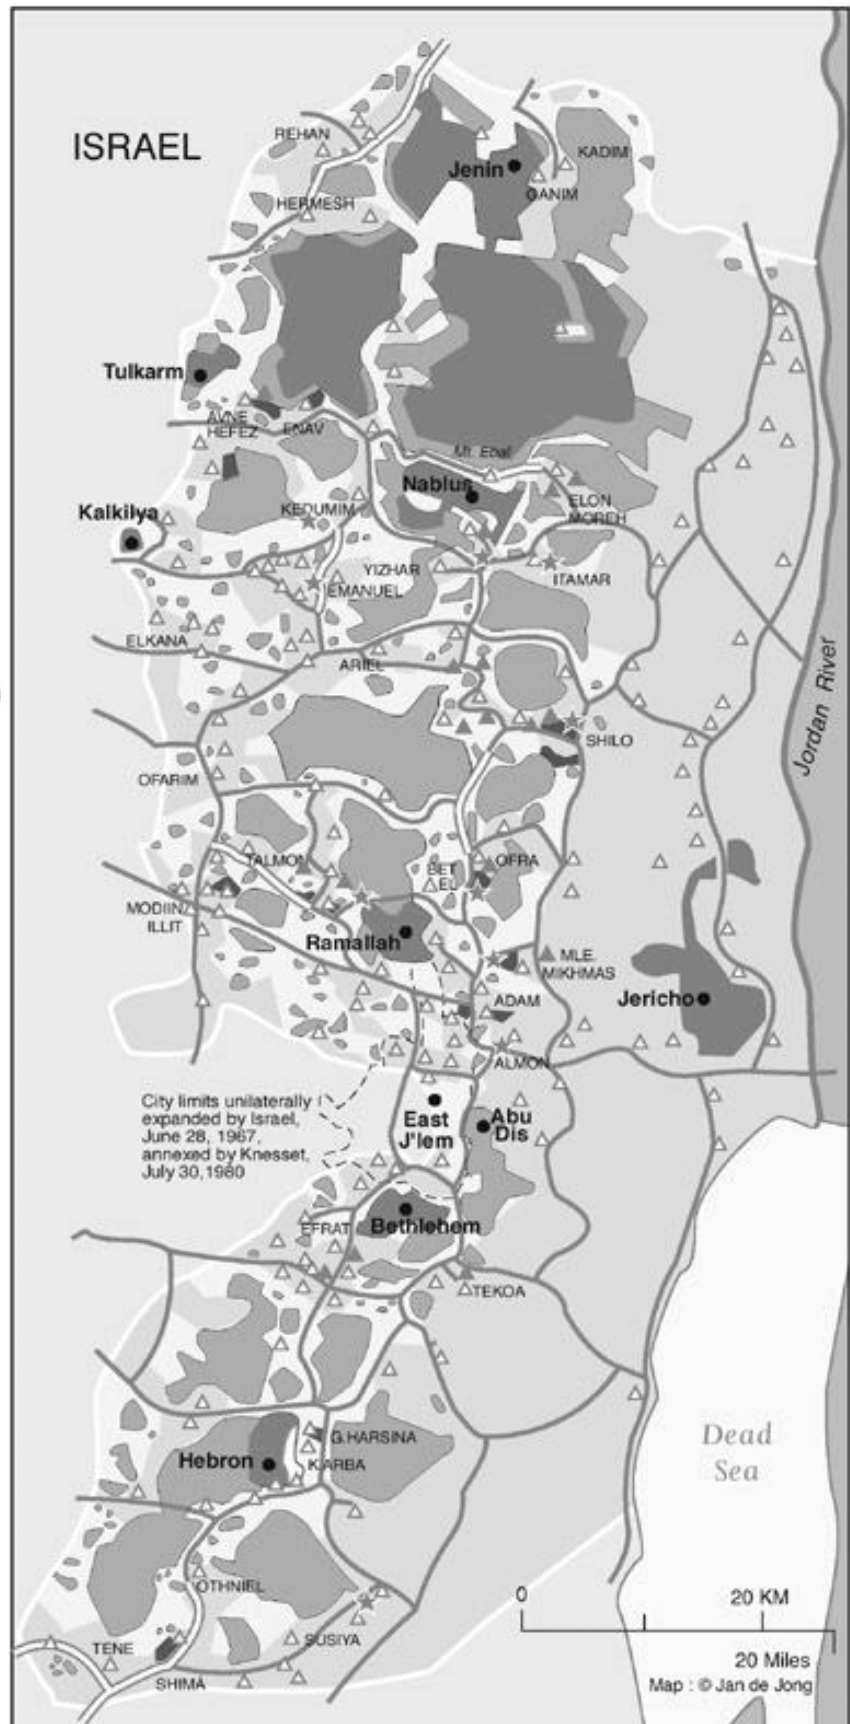 ISRAEL
REHAN
KADIM
Jenin
GANIM
HERMESH
Tulkarm
AVNE
HEFEZ
ENAV
Mt. Ebal
Nablus
ELON
MOREH
KEDUMIM
Kalkilya
YIZHAR
ITAMAR
EMANUEL
ELKANA
ARIEL
Jordan River
SHILO
OFARIM
TALMON
BET
EL
OFRA
MODIIN/
ILLIT
Ramallah
MLE.
MIKHMAS
Jericho
ADAM
ALMON
City limits unilaterally
expanded by Israel,
June 28, 1967,
annexed by Knesset,
July 30,1980
East
J'lem
Abu
Dis
EFRAT
Bethlehem
TEKOA
G.HARSINA
Hebron
K.ARBA
Dead
Sea
OTHNIEL
0
20 KM
TENE
SUSIYA
SHIMA
20 Miles
Map : © Jan de Jong